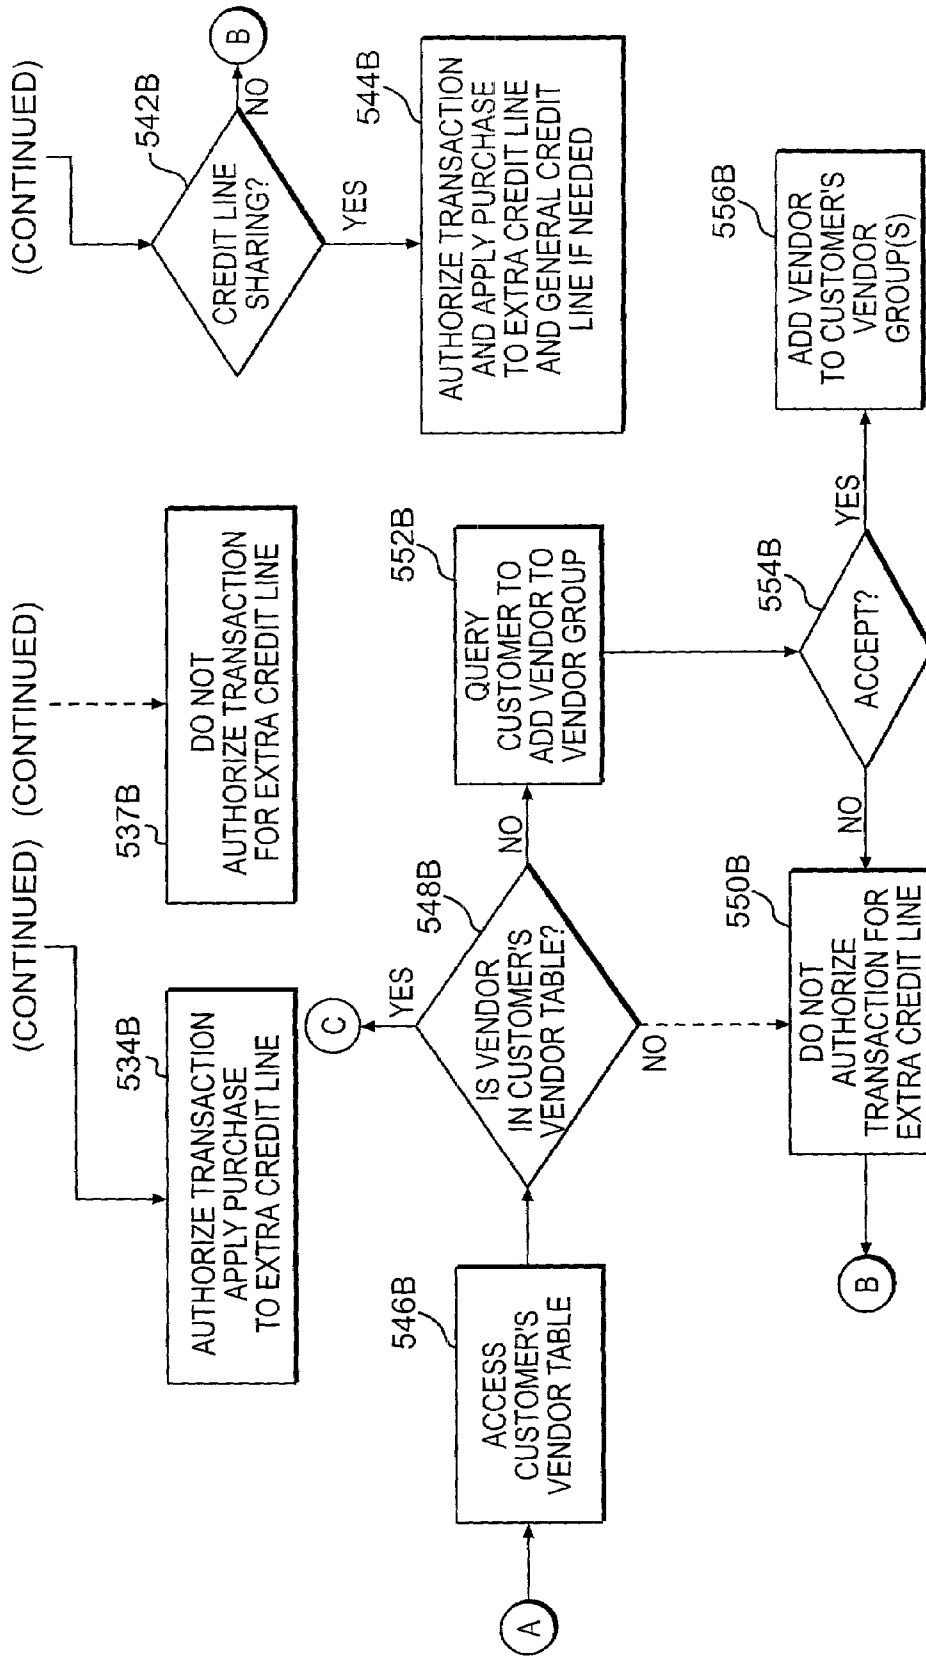 (CONTINUED) (CONTINUED)
(CONTINUED)
534B
AUTHORIZE TRANSACTION
APPLY PURCHASE
TO EXTRA CREDIT LINE
537B
DO NOT
AUTHORIZE TRANSACTION
FOR EXTRA CREDIT LINE
542B
CREDIT LINE
SHARING?
NO
B
YES
544B
AUTHORIZE TRANSACTION
AND APPLY PURCHASE
TO EXTRA CREDIT LINE
AND GENERAL CREDIT
LINE IF NEEDED
A
546B
ACCESS
CUSTOMER'S
VENDOR TABLE
C
YES
548B
IS VENDOR
IN CUSTOMER'S
VENDOR TABLE?
NO
NO
552B
QUERY
CUSTOMER TO
ADD VENDOR TO
VENDOR GROUP
B
550B
DO NOT
AUTHORIZE
TRANSACTION FOR
EXTRA CREDIT LINE
NO
554B
ACCEPT?
YES
556B
ADD VENDOR
TO CUSTOMER'S
VENDOR
GROUP(S)